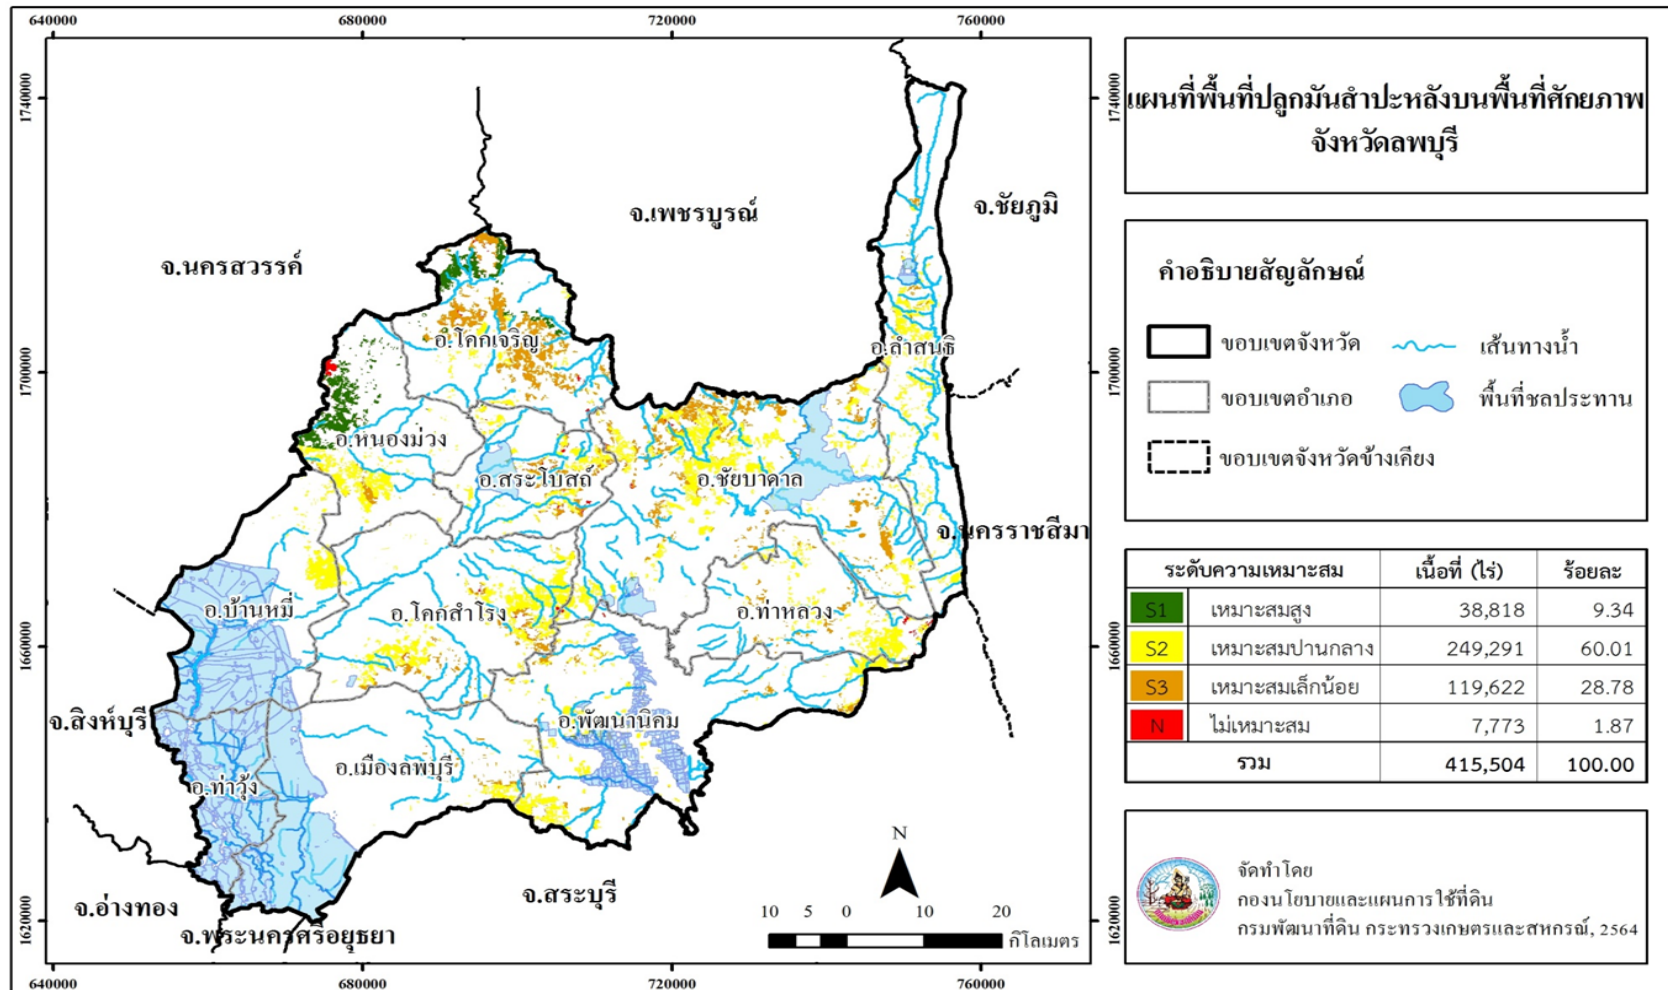 640000 680000 720000 760000
แผนที่พื้นที่ปลูกมันสำปะหลังบนพื้นที่ศักยภาพ
จังหวัดลพบุรี
1740000
1740000
จ.เพชรบูรณ์
จ.ชัยภูมิ
จ.นครสวรรค์
คำอธิบายสัญลักษณ์
ขอบเขตจังหวัด
เส้นทางน้ำ
ขอบเขตอำเภอ
พื้นที่ชลประทาน
ขอบเขตจังหวัดข้างเคียง
อ.โคกเจริญ
อ.ลำสนธิ
1700000
1700000
อ.หนองม่วง
อ.สระโบสถ์
อ.ชัยบาดาล
จ.นครราชสีมา
อ.บ้านหมี่
อ.โคกสำโรง
อ.ท่าหลวง
1660000
1660000
จ.สิงห์บุรี
อ.พัฒนานิคม
อ.เมืองลพบุรี
อ.ท่าวุ้ง
ระดับความเหมาะสม เนื้อที่ (ไร่) ร้อยละ
S1 เหมาะสมสูง 38,818 9.34
S2 เหมาะสมปานกลาง 249,291 60.01
S3 เหมาะสมเล็กน้อย 119,622 28.78
N ไม่เหมาะสม 7,773 1.87
รวม 415,504 100.00
N
จ.สระบุรี
จ.อ่างทอง
จ.พระนครศรีอยุธยา
1620000
1620000
10 5 0 10 20
กิโลเมตร
640000 680000 720000 760000
จัดทำโดย
กองนโยบายและแผนการใช้ที่ดิน
กรมพัฒนาที่ดิน กระทรวงเกษตรและสหกรณ์, 2564